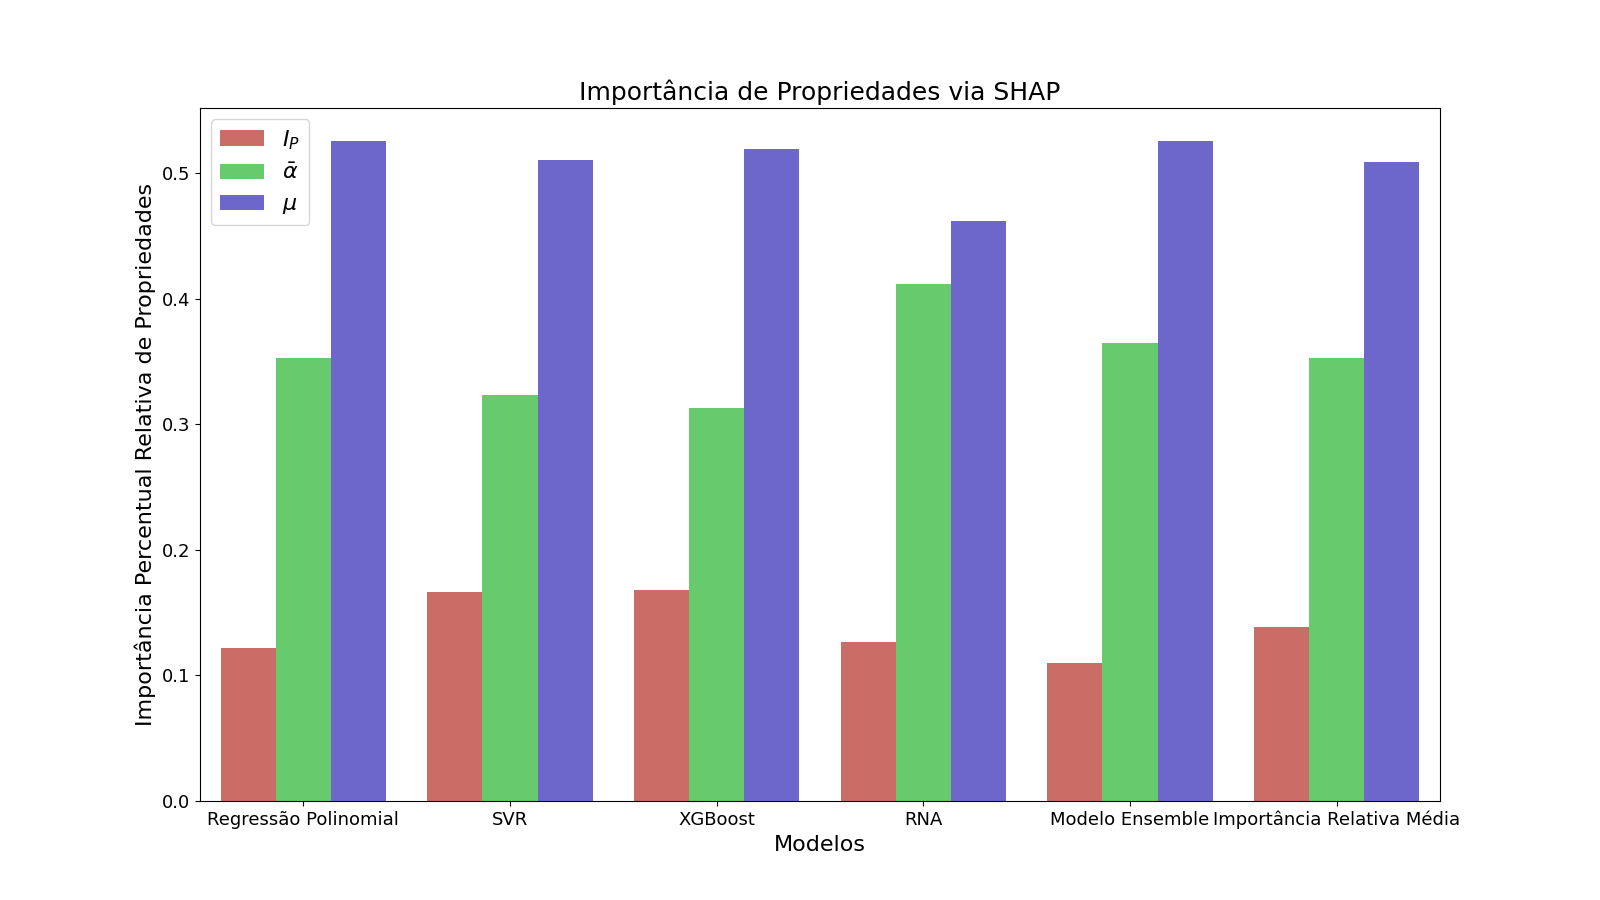 Importância de Propriedades via SHAP
I_P
ᾱ
μ
Importância Percentual Relativa de Propriedades
0.5
0.4
0.3
0.2
0.1
0.0
Regressão Polinomial SVR XGBoost RNA Modelo Ensemble Importância Relativa Média
Modelos